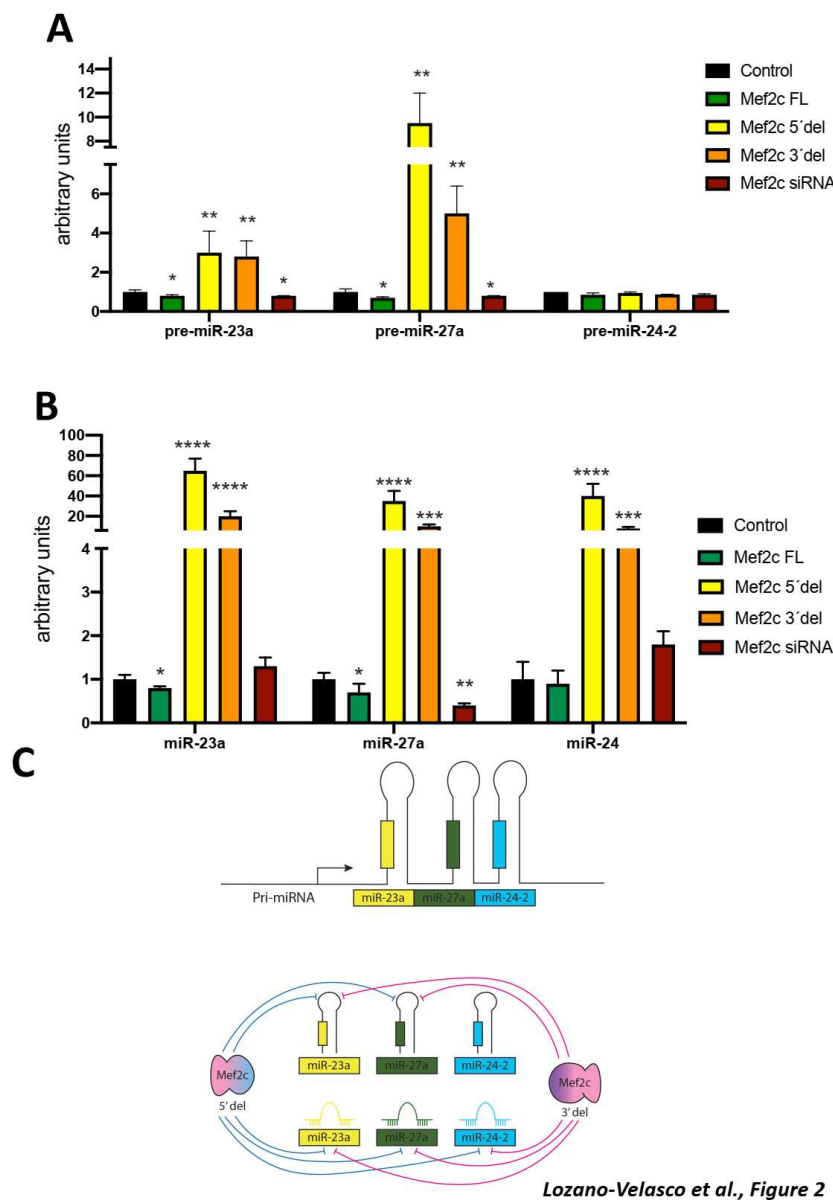 A
14
12
10
8
6
4
2
0
arbitrary units
* ** ** *
* ** ** *
pre-miR-23a pre-miR-27a pre-miR-24-2
Control
Mef2c FL
Mef2c 5´del
Mef2c 3´del
Mef2c siRNA
B
100
80
60
40
20
4
3
2
1
0
arbitrary units
* **** ****
* **** *** **
**** ***
miR-23a miR-27a miR-24
Control
Mef2c FL
Mef2c 5´del
Mef2c 3´del
Mef2c siRNA
C
Pri-miRNA miR-23a miR-27a miR-24-2
miR-23a miR-27a miR-24-2
Mef2c
5' del
Mef2c
3' del
miR-23a miR-27a miR-24-2
Lozano-Velasco et al., Figure 2